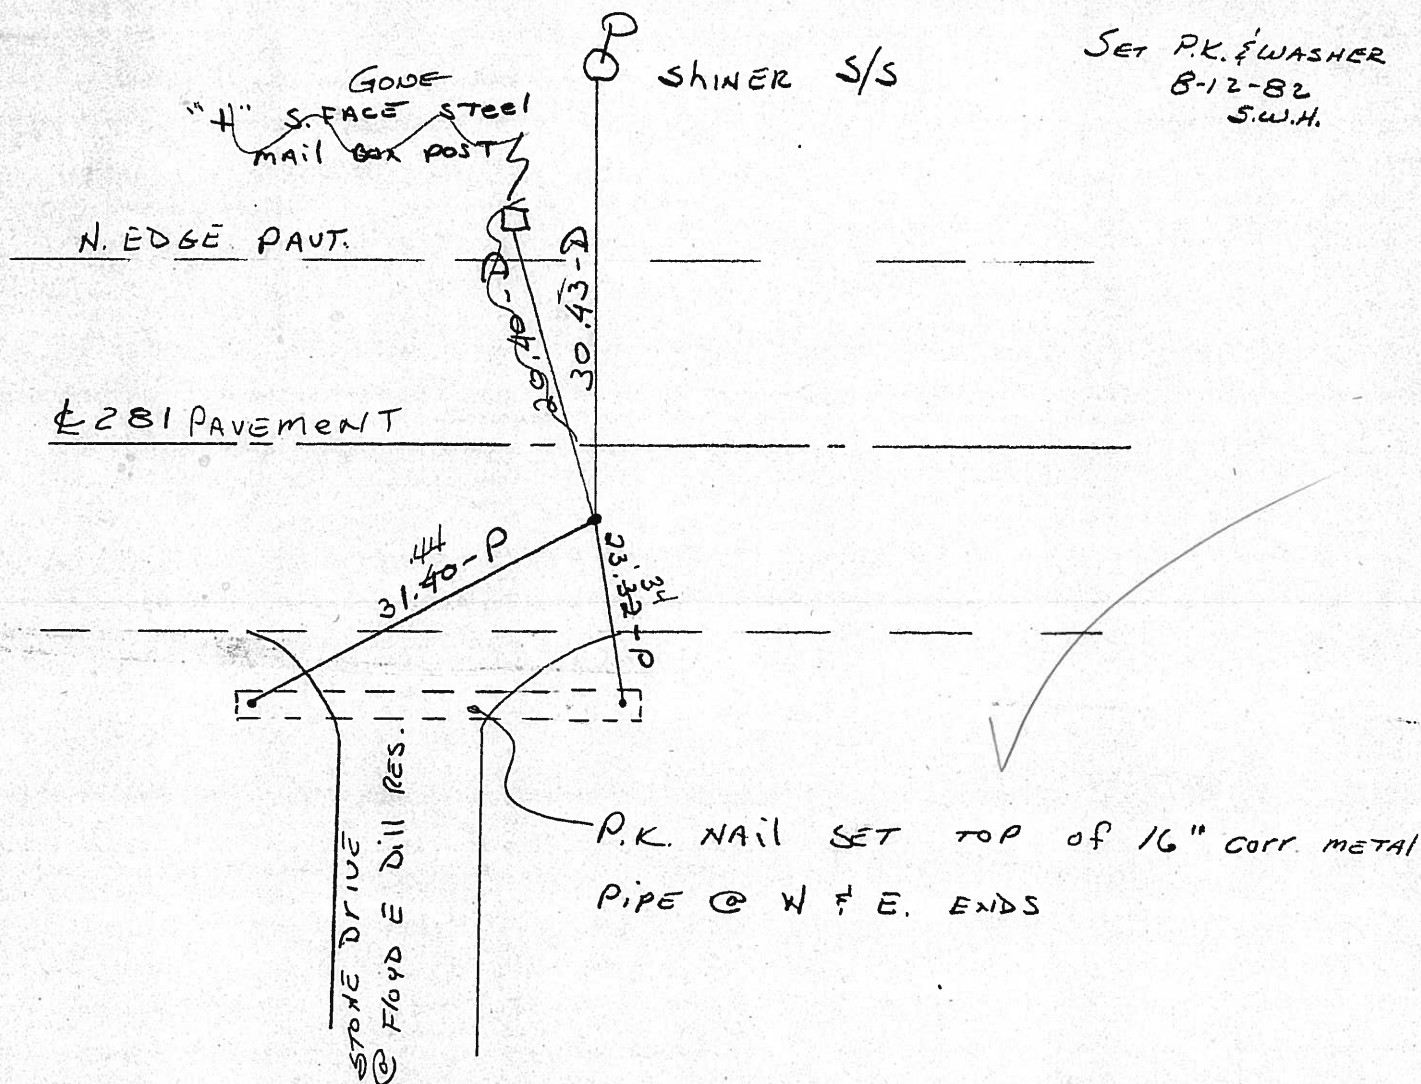 SET P.K. & WASHER
8-12-82
S.W.H.
SHINER S/S
GONE
"+" S. FACE STEEL
MAIL BOX POST
N. EDGE PAVT.
20.40-D
30.43-D
℄ 281 PAVEMENT
.44
31.40-P
34
23.32-P
P.K. NAIL SET TOP of 16" CORR. METAL
PIPE @ W & E. ENDS
STONE DRIVE
@ FLOYD E Dill RES.